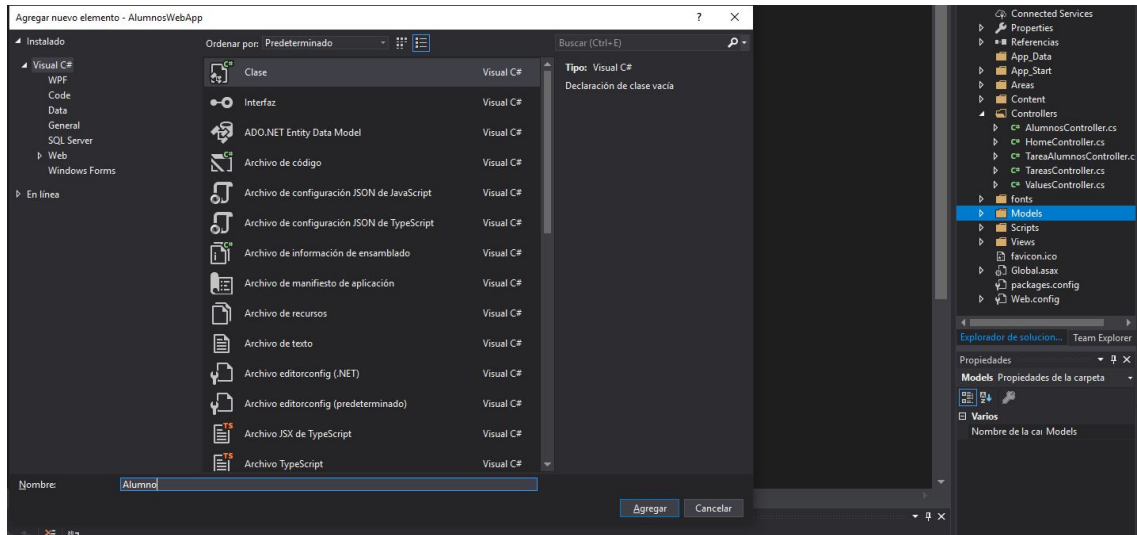 Agregar nuevo elemento - AlumnosWebApp
? X
Instalado
Ordenar por: Predeterminado
Buscar (Ctrl+E)
Visual C#
WPF
Code
Data
General
SQL Server
Web
Windows Forms
En línea
Clase Visual C#
Interfaz Visual C#
ADO.NET Entity Data Model Visual C#
Archivo de código Visual C#
Archivo de configuración JSON de JavaScript Visual C#
Archivo de configuración JSON de TypeScript Visual C#
Archivo de información de ensamblado Visual C#
Archivo de manifiesto de aplicación Visual C#
Archivo de recursos Visual C#
Archivo de texto Visual C#
Archivo editorconfig (.NET) Visual C#
Archivo editorconfig (predeterminado) Visual C#
Archivo JSX de TypeScript Visual C#
Archivo TypeScript Visual C#
Tipo: Visual C#
Declaración de clase vacía
Nombre: Alumno
Agregar Cancelar
Connected Services
Properties
Referencias
App_Data
App_Start
Areas
Content
Controllers
C# AlumnosController.cs
C# HomeController.cs
C# TareaAlumnosController.c
C# TareasController.cs
C# ValuesController.cs
fonts
Models
Scripts
Views
favicon.ico
Global.asax
packages.config
Web.config
Explorador de solucion... Team Explorer
Propiedades
Models Propiedades de la carpeta
Varios
Nombre de la car Models